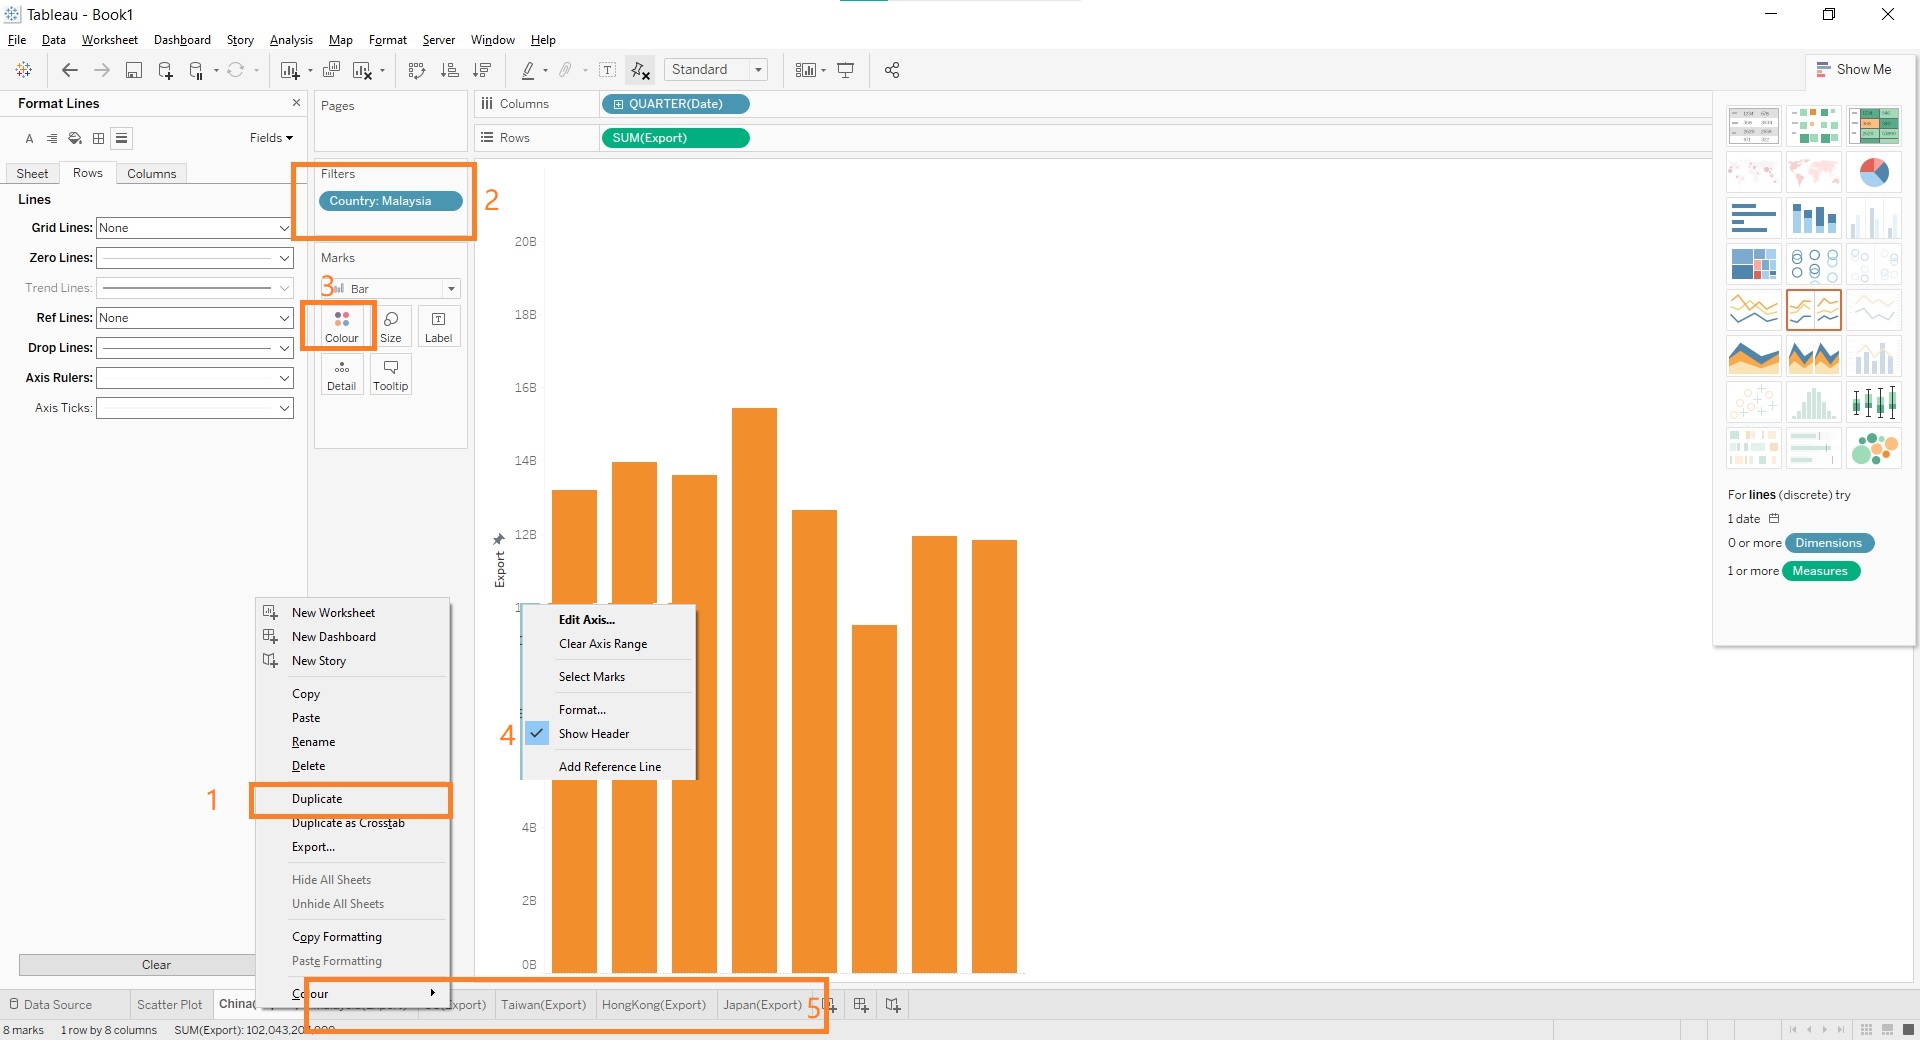 Tableau - Book1
File Data Worksheet Dashboard Story Analysis Map Format Server Window Help
Standard
Show Me
Format Lines
Fields
Sheet Rows Columns
Lines
Grid Lines: None
Zero Lines:
Trend Lines:
Ref Lines: None
Drop Lines:
Axis Rulers:
Axis Ticks:
Clear
Pages
Filters
Country: Malaysia
2
Marks
3
Bar
Colour Size Label
Detail Tooltip
Columns QUARTER(Date)
Rows SUM(Export)
20B
18B
16B
14B
12B
4B
2B
0B
Export
New Worksheet
New Dashboard
New Story
Copy
Paste
Rename
Delete
1
Duplicate
Duplicate as Crosstab
Export...
Hide All Sheets
Unhide All Sheets
Copy Formatting
Paste Formatting
Colour
Edit Axis...
Clear Axis Range
Select Marks
Format...
4
Show Header
Add Reference Line
For lines (discrete) try
1 date
0 or more Dimensions
1 or more Measures
Data Source Scatter Plot China( Export) Taiwan(Export) HongKong(Export) Japan(Export) 5
8 marks 1 row by 8 columns SUM(Export): 102,043,20